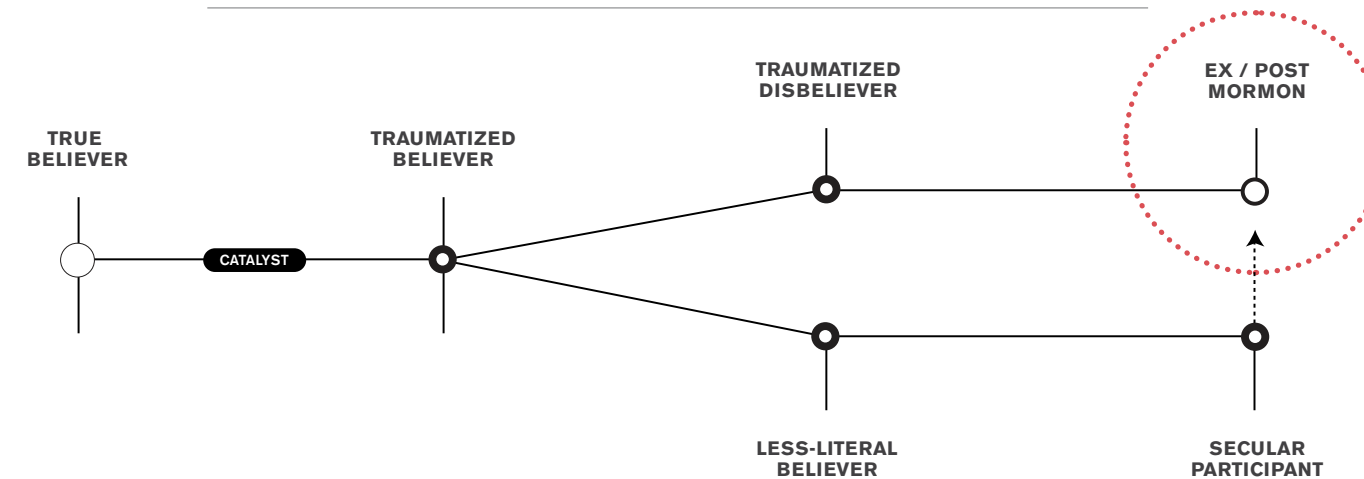 TRUE
BELIEVER
CATALYST
TRAUMATIZED
BELIEVER
TRAUMATIZED
DISBELIEVER
EX / POST
MORMON
LESS-LITERAL
BELIEVER
SECULAR
PARTICIPANT